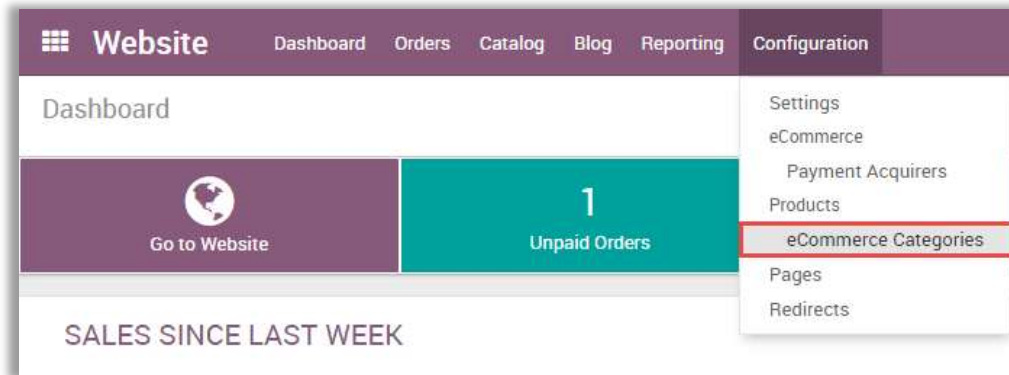 Website Dashboard Orders Catalog Blog Reporting Configuration
Dashboard
Settings
eCommerce
Payment Acquirers
Products
eCommerce Categories
Pages
Redirects
Go to Website
1
Unpaid Orders
SALES SINCE LAST WEEK